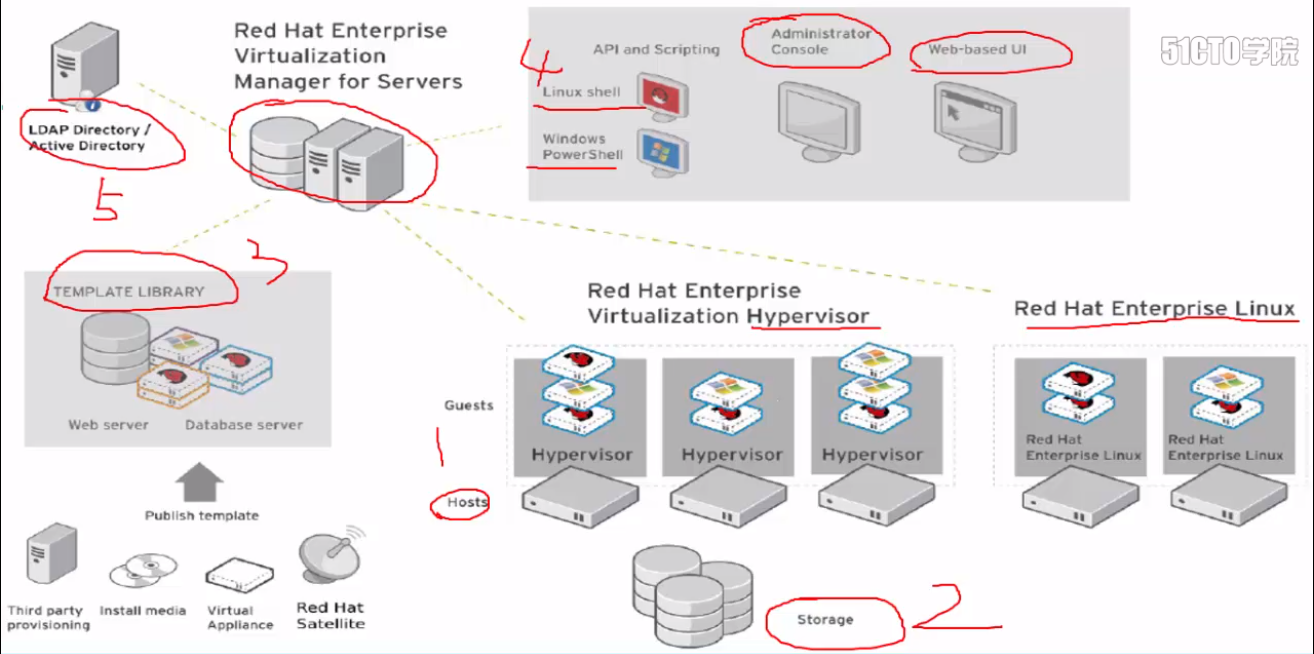 Red Hat Enterprise
Virtualization
Manager for Servers
LDAP Directory /
Active Directory
5
4
API and Scripting
Linux shell
Windows
PowerShell
Administrator
Console
Web-based UI
51CTO学院
3
TEMPLATE LIBRARY
Web server
Database server
Publish template
Third party
provisioning
Install media
Virtual
Appliance
Red Hat
Satellite
Red Hat Enterprise
Virtualization Hypervisor
Red Hat Enterprise Linux
Guests
1
Hosts
Hypervisor
Hypervisor
Hypervisor
Red Hat
Enterprise Linux
Red Hat
Enterprise Linux
Storage
2